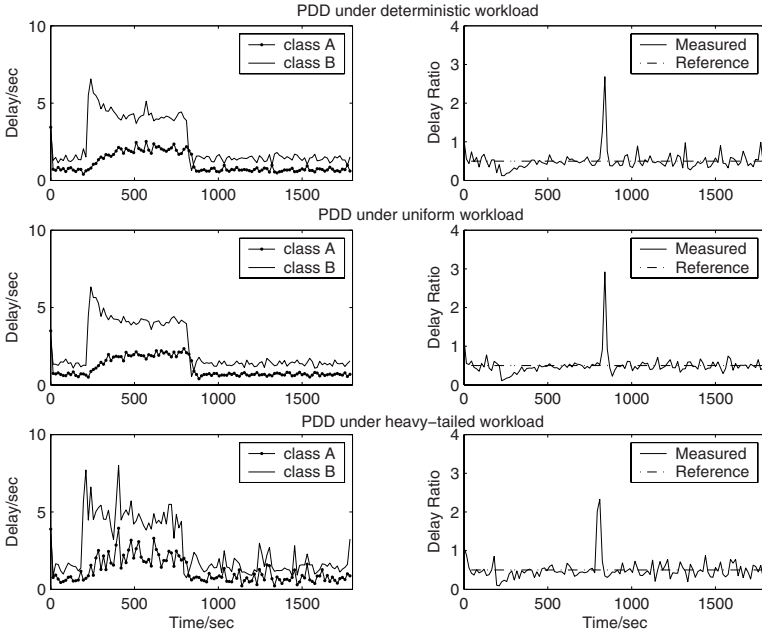 PDD under deterministic workload
10
5
0
0
500
1000
1500
Delay/sec
class A
class B
4
3
2
1
0
0
500
1000
1500
Delay Ratio
Measured
Reference
PDD under uniform workload
10
5
0
0
500
1000
1500
Delay/sec
class A
class B
4
3
2
1
0
0
500
1000
1500
Delay Ratio
Measured
Reference
PDD under heavy-tailed workload
10
5
0
0
500
1000
1500
Delay/sec
Time/sec
class A
class B
4
3
2
1
0
0
500
1000
1500
Delay Ratio
Time/sec
Measured
Reference